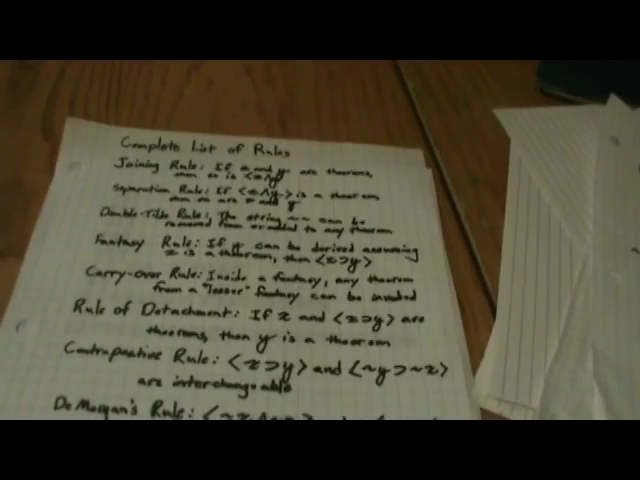 Complete List of Rules
Joining Rule: If x and y are theorems,
then so is <x∧y>
Separation Rule: If <x∧y> is a theorem,
then so are x and y
Double-Tilde Rule: The string ~~ can be
removed from or added to any theorem
Fantasy Rule: If y can be derived assuming
x is a theorem, then <x⊃y>
Carry-over Rule: Inside a fantasy, any theorem
from a "lesser" fantasy can be invoked
Rule of Detachment: If x and <x⊃y> are
theorems, then y is a theorem
Contrapositive Rule: <x⊃y> and <~y⊃~x>
are interchangeable
De Morgan's Rule: